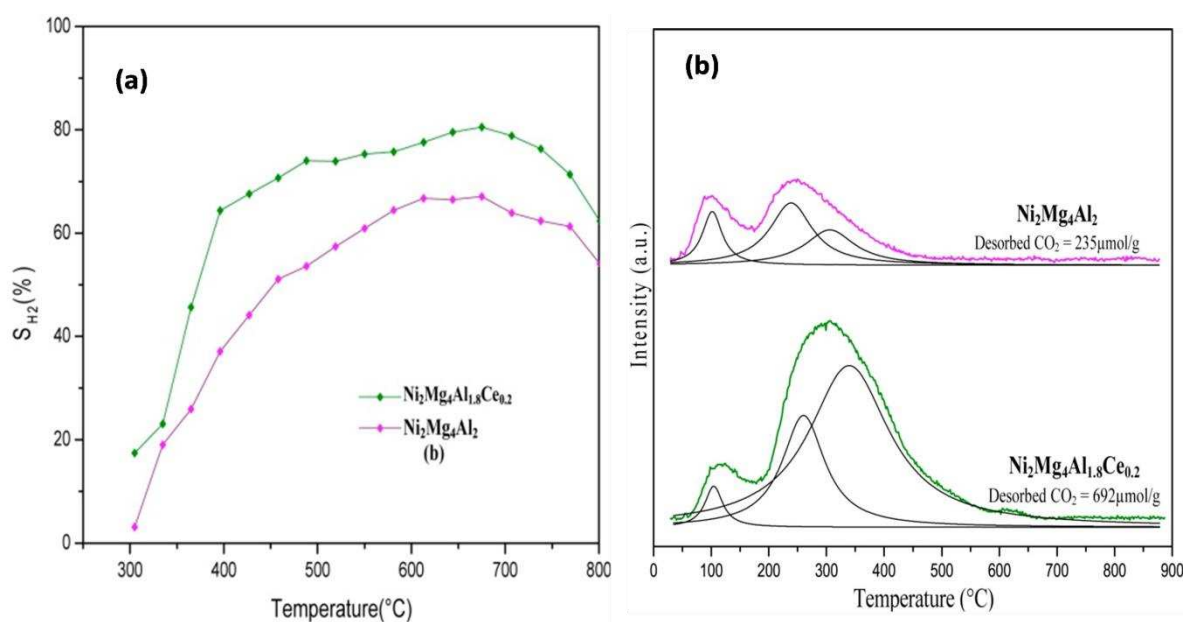 (a)
100
80
60
40
20
0
S H2 (%)
Ni2Mg4Al1.8Ce0.2
Ni2Mg4Al2
(b)
300 400 500 600 700 800
Temperature(°C)
(b)
Intensity (a.u.)
Ni2Mg4Al2
Desorbed CO2 = 235µmol/g
Ni2Mg4Al1.8Ce0.2
Desorbed CO2 = 692µmol/g
0 100 200 300 400 500 600 700 800 900
Temperature (°C)